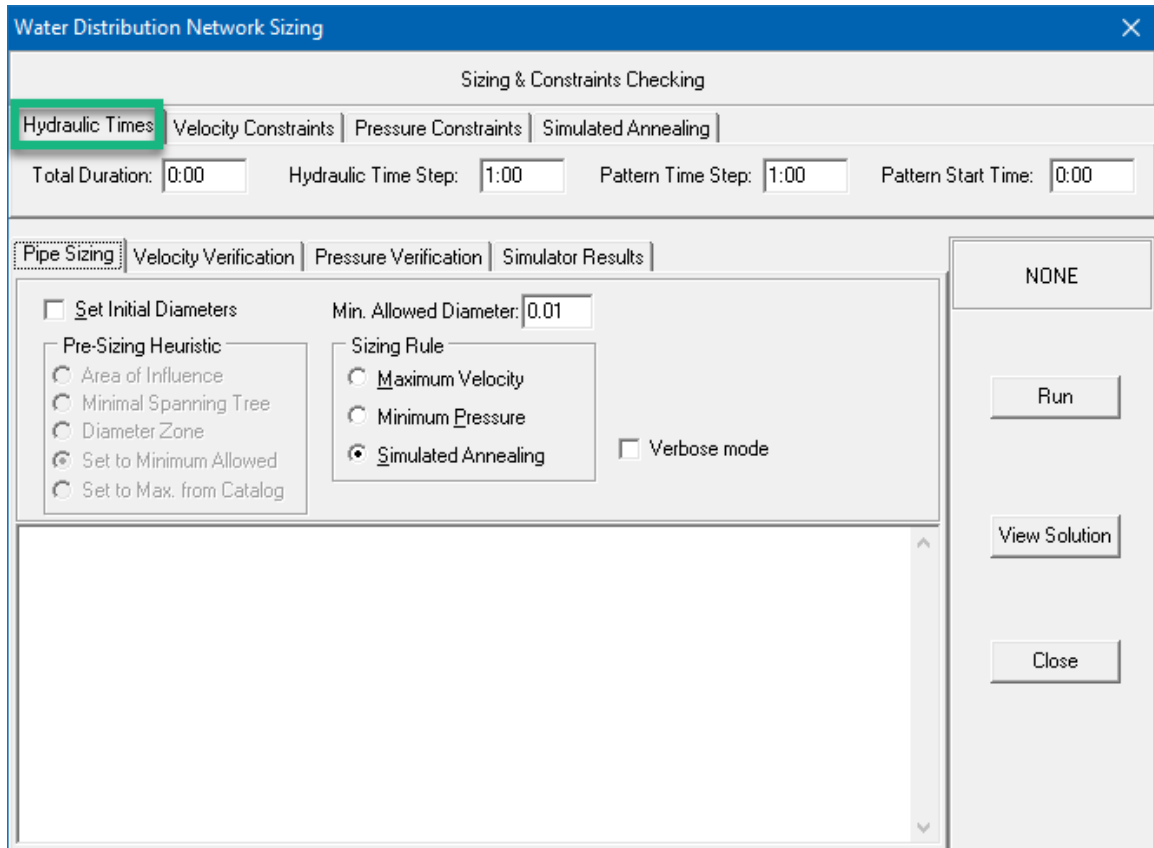 Water Distribution Network Sizing
Sizing & Constraints Checking
Hydraulic Times Velocity Constraints Pressure Constraints Simulated Annealing
Total Duration: 0:00 Hydraulic Time Step: 1:00 Pattern Time Step: 1:00 Pattern Start Time: 0:00
Pipe Sizing Velocity Verification Pressure Verification Simulator Results
NONE
Set Initial Diameters Min. Allowed Diameter: 0.01
Pre-Sizing Heuristic
Area of Influence
Minimal Spanning Tree
Diameter Zone
Set to Minimum Allowed
Set to Max. from Catalog
Sizing Rule
Maximum Velocity
Minimum Pressure
Simulated Annealing
Verbose mode
Run
View Solution
Close